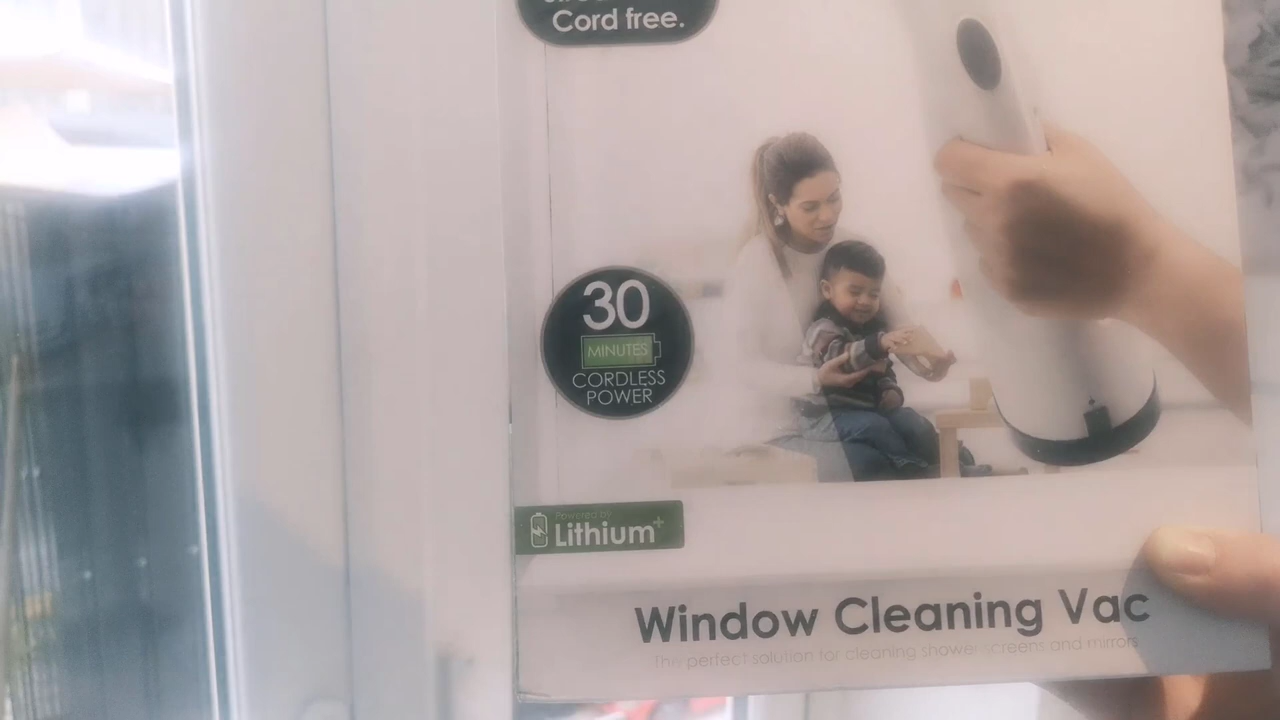 Cord free.
30
MINUTES
CORDLESS
POWER
Powered by
Lithium+
Window Cleaning Vac
The perfect solution for cleaning shower screens and mirrors